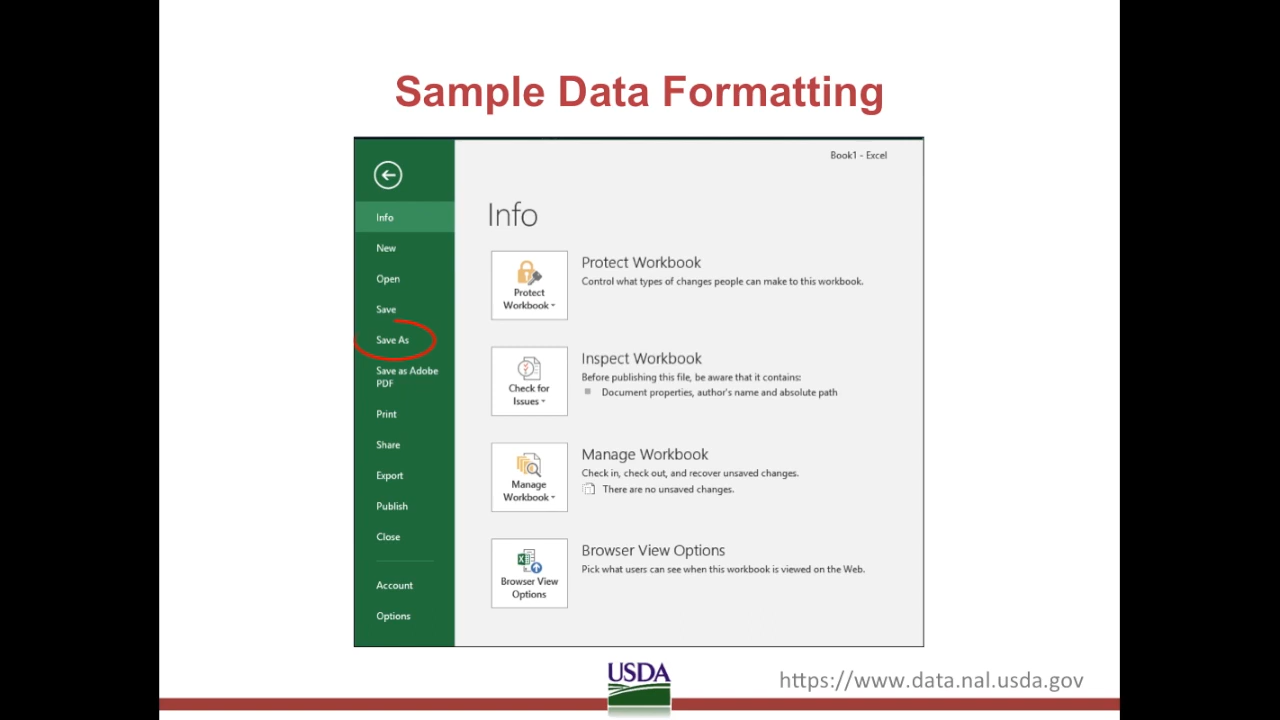 Sample Data Formatting
Book1 - Excel
Info
New
Open
Save
Save As
Save as Adobe
PDF
Print
Share
Export
Publish
Close
Account
Options
Info
Protect
Workbook
Protect Workbook
Control what types of changes people can make to this workbook.
Check for
Issues
Inspect Workbook
Before publishing this file, be aware that it contains:
Document properties, author's name and absolute path
Manage
Workbook
Manage Workbook
Check in, check out, and recover unsaved changes.
There are no unsaved changes.
Browser View
Options
Browser View Options
Pick what users can see when this workbook is viewed on the Web.
USDA
https://www.data.nal.usda.gov